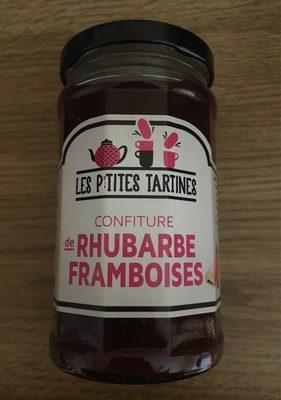 LES P'TITES TARTINES
CONFITURE
de RHUBARBE
FRAMBOISES